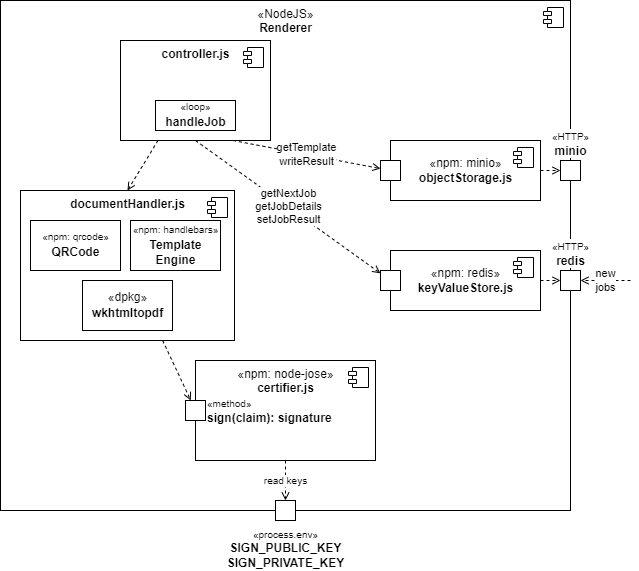 «NodeJS»
Renderer
controller.js
«loop»
handleJob
getTemplate
writeResult
«npm: minio»
objectStorage.js
«HTTP»
minio
documentHandler.js
«npm: qrcode»
QRCode
«npm: handlebars»
Template
Engine
«dpkg»
wkhtmltopdf
getNextJob
getJobDetails
setJobResult
«npm: redis»
keyValueStore.js
«HTTP»
redis
new
jobs
«npm: node-jose»
certifier.js
«method»
sign(claim): signature
read keys
«process.env»
SIGN_PUBLIC_KEY
SIGN_PRIVATE_KEY